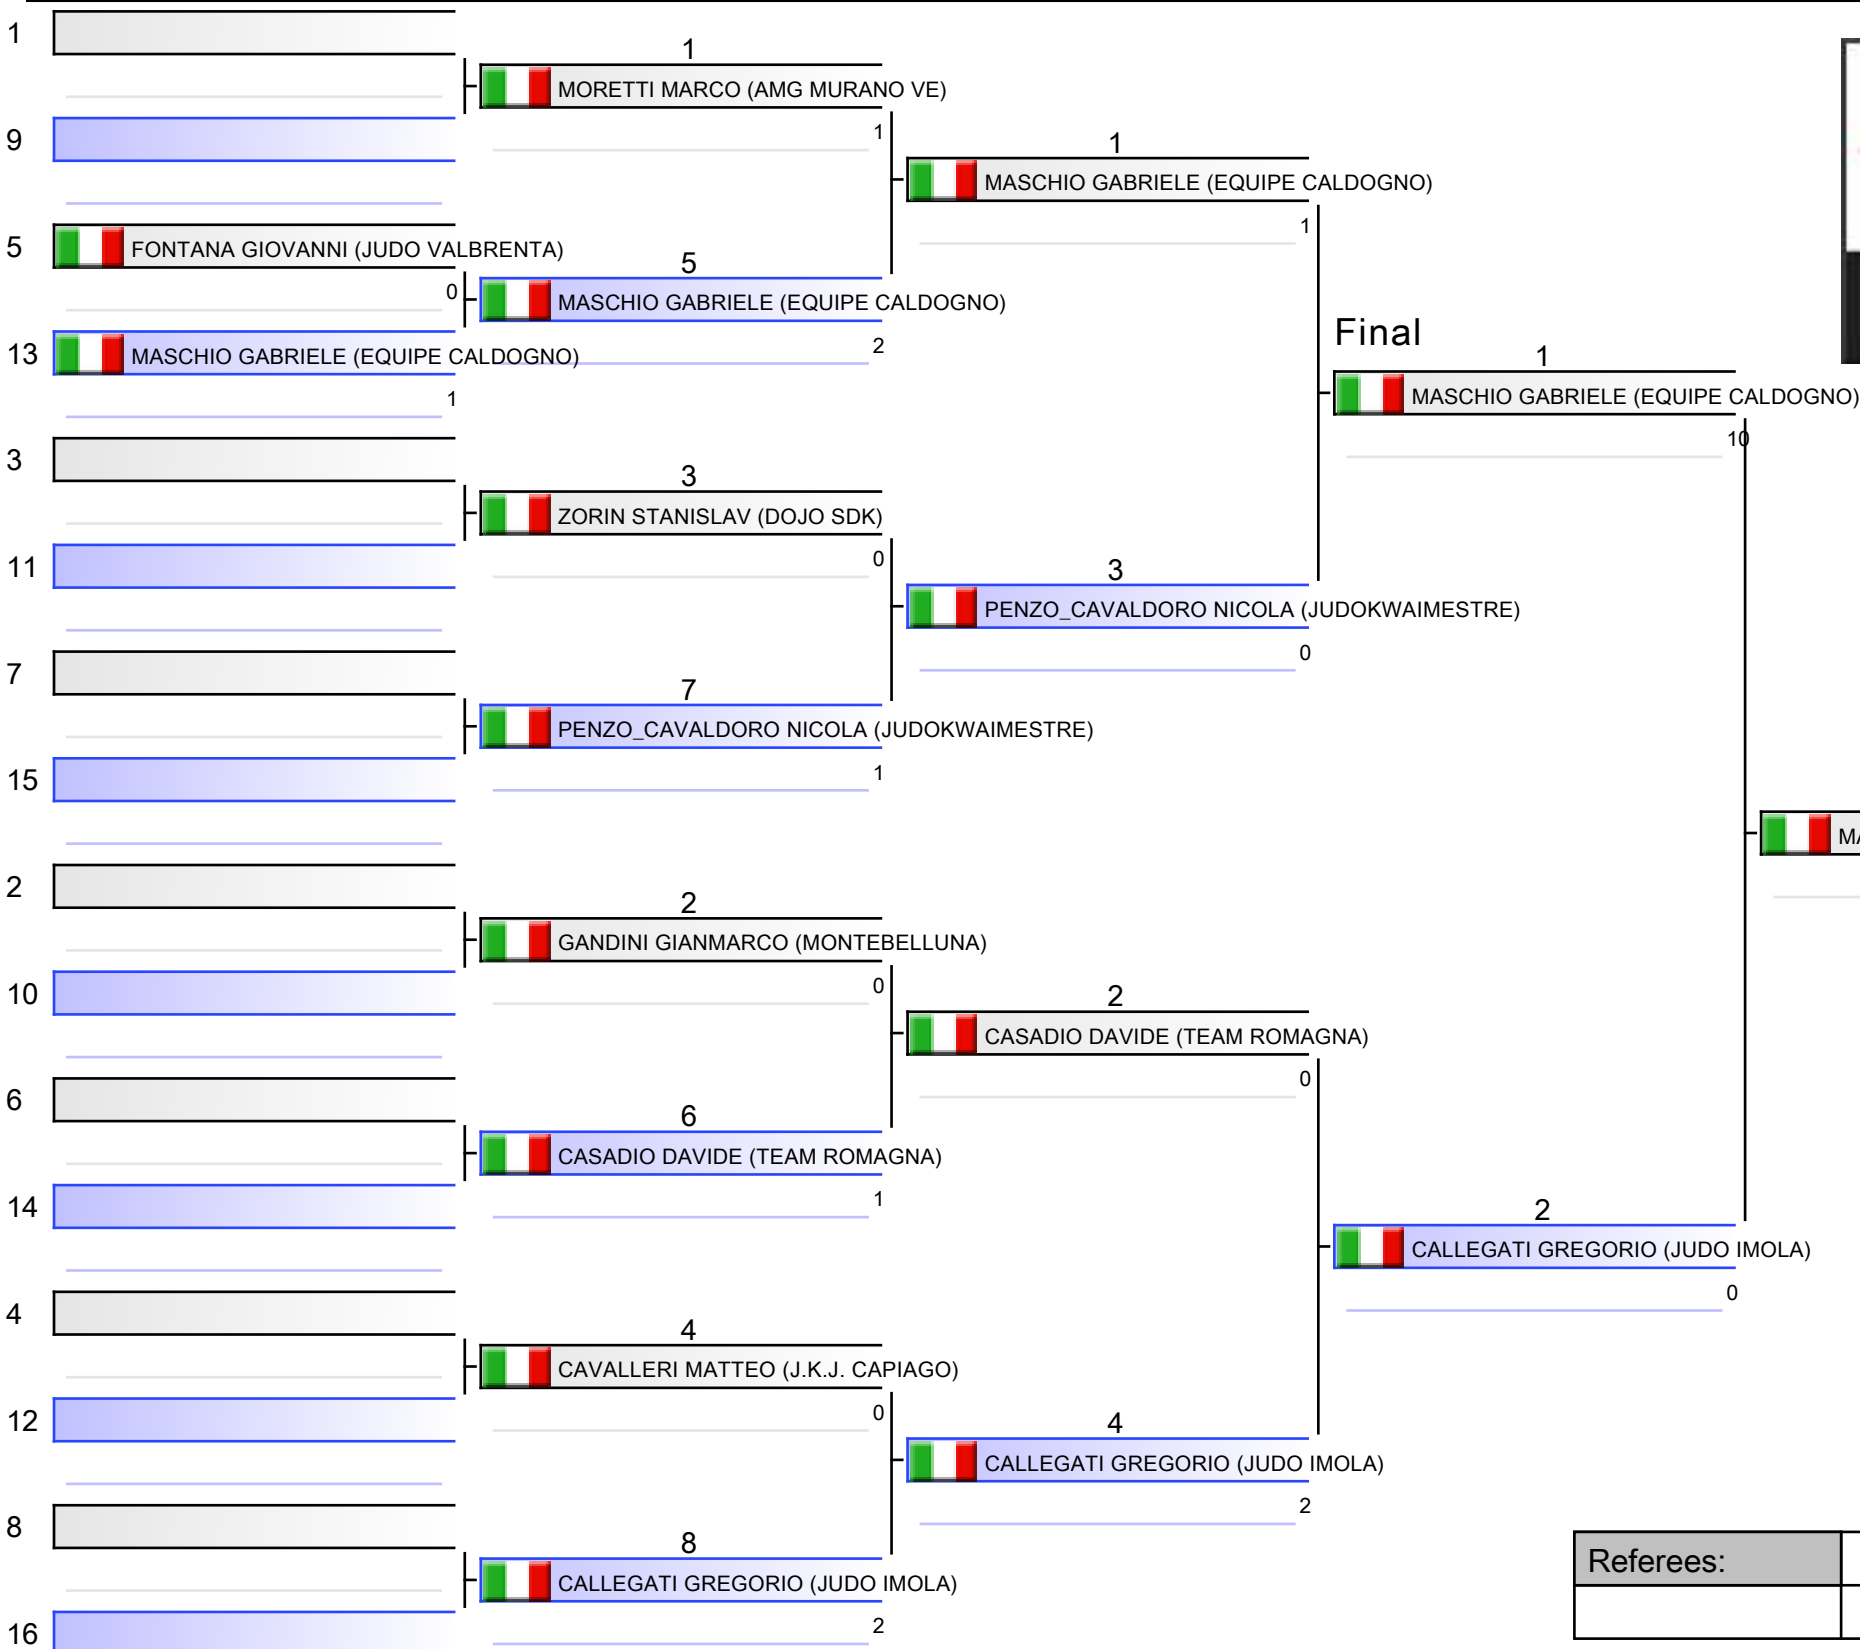 1
1
MORETTI MARCO (AMG MURANO VE)
9
1
1
MASCHIO GABRIELE (EQUIPE CALDOGNO)
1
5
FONTANA GIOVANNI (JUDO VALBRENTA)
0
5
MASCHIO GABRIELE (EQUIPE CALDOGNO)
2
13
MASCHIO GABRIELE (EQUIPE CALDOGNO)
1
Final
1
MASCHIO GABRIELE (EQUIPE CALDOGNO)
10
3
3
ZORIN STANISLAV (DOJO SDK)
0
11
3
PENZO_CAVALDORO NICOLA (JUDOKWAIMESTRE)
0
7
7
PENZO_CAVALDORO NICOLA (JUDOKWAIMESTRE)
1
15
2
2
GANDINI GIANMARCO (MONTEBELLUNA)
0
10
2
CASADIO DAVIDE (TEAM ROMAGNA)
0
6
6
CASADIO DAVIDE (TEAM ROMAGNA)
1
14
2
CALLEGATI GREGORIO (JUDO IMOLA)
0
4
4
CAVALLERI MATTEO (J.K.J. CAPIAGO)
0
12
4
CALLEGATI GREGORIO (JUDO IMOLA)
2
8
8
CALLEGATI GREGORIO (JUDO IMOLA)
2
16
Referees: